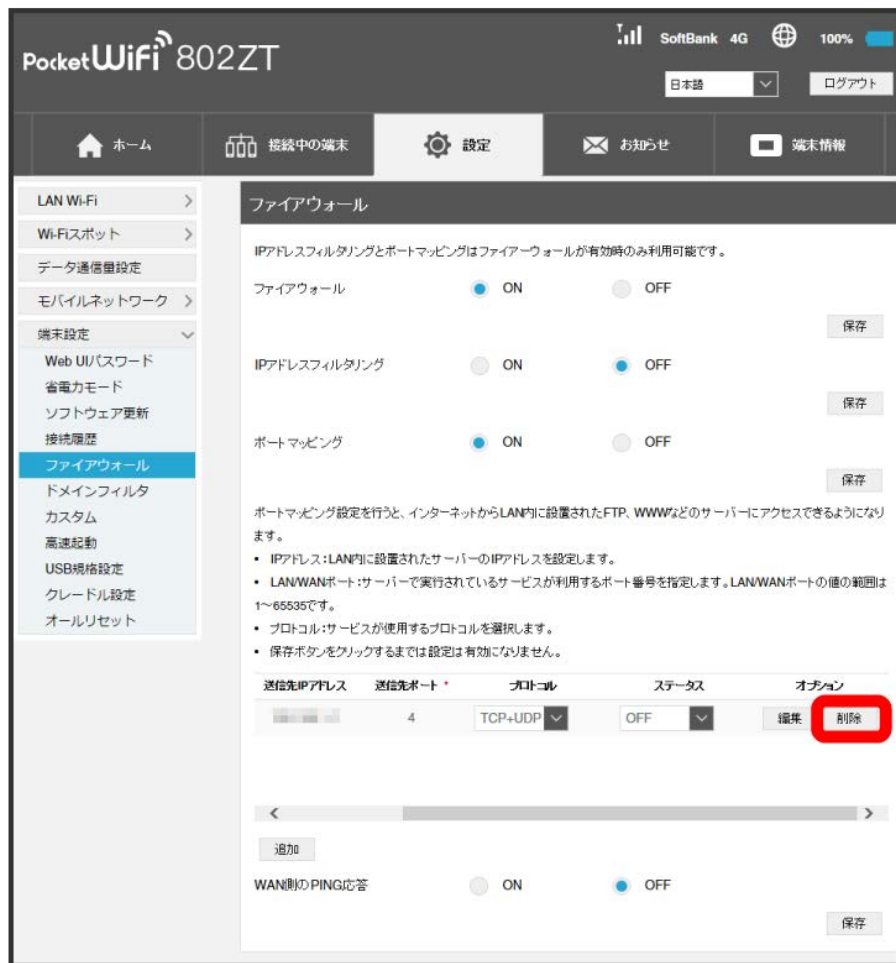 SoftBank 4G 100%
PocketWiFi 802ZT
日本語 ログアウト
ホーム 接続中の端末 設定 お知らせ 端末情報
LAN Wi-Fi
Wi-Fiスポット
データ通信量設定
モバイルネットワーク
端末設定
Web UIパスワード
省電力モード
ソフトウェア更新
接続履歴
ファイアウォール
ドメインフィルタ
カスタム
高速起動
USB規格設定
クレードル設定
オールリセット
ファイアウォール
IPアドレスフィルタリングとポートマッピングはファイアーウォールが有効時のみ利用可能です。
ファイアウォール ON OFF
保存
IPアドレスフィルタリング ON OFF
保存
ポートマッピング ON OFF
保存
ポートマッピング設定を行うと、インターネットからLAN内に設置されたFTP、WWWなどのサーバーにアクセスできるようになり
ます。
• IPアドレス:LAN内に設置されたサーバーのIPアドレスを設定します。
• LAN/WANポート:サーバーで実行されているサービスが利用するポート番号を指定します。LAN/WANポートの値の範囲は
1~65535です。
• プロトコル:サービスが使用するプロトコルを選択します。
• 保存ボタンをクリックするまでは設定は有効になりません。
送信先IPアドレス 送信先ポート * プロトコル ステータス オプション
4 TCP+UDP OFF 編集 削除
追加
WAN側のPING応答 ON OFF
保存